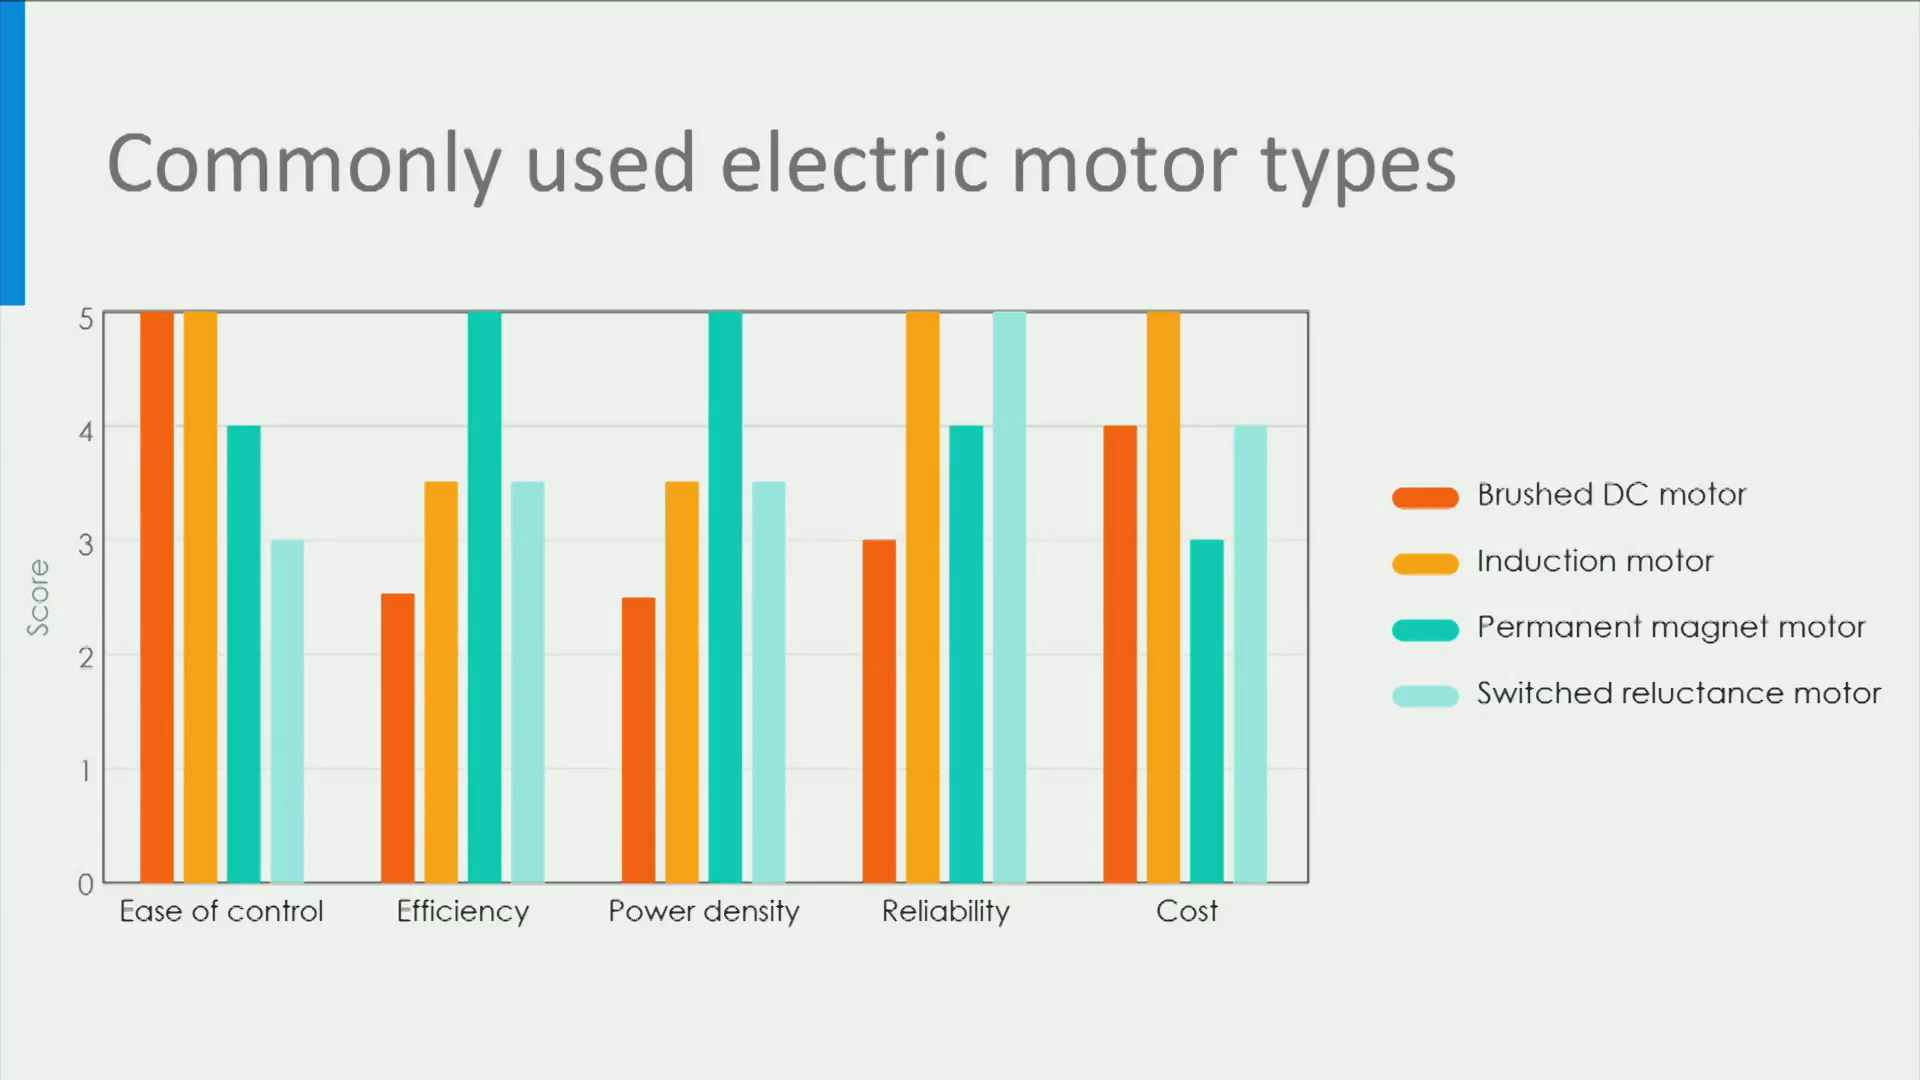 Commonly used electric motor types
5
4
3
2
1
0
Score
Ease of control
Efficiency
Power density
Reliability
Cost
Brushed DC motor
Induction motor
Permanent magnet motor
Switched reluctance motor